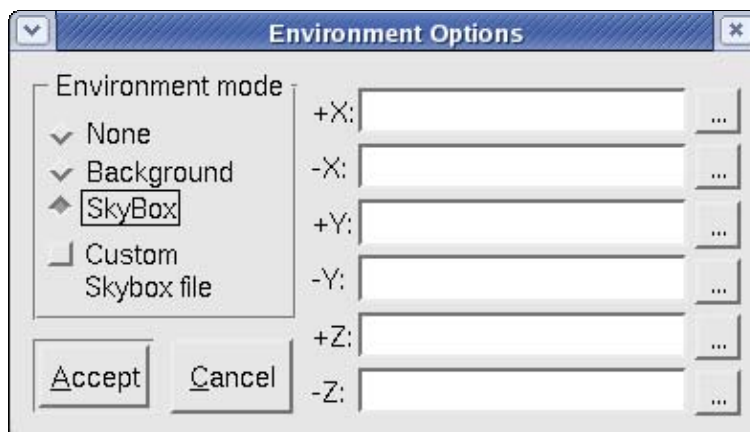 Environment Options
Environment mode
None
Background
SkyBox
Custom
Skybox file
Accept
Cancel
+X:
...
-X:
...
+Y:
...
-Y:
...
+Z:
...
-Z:
...